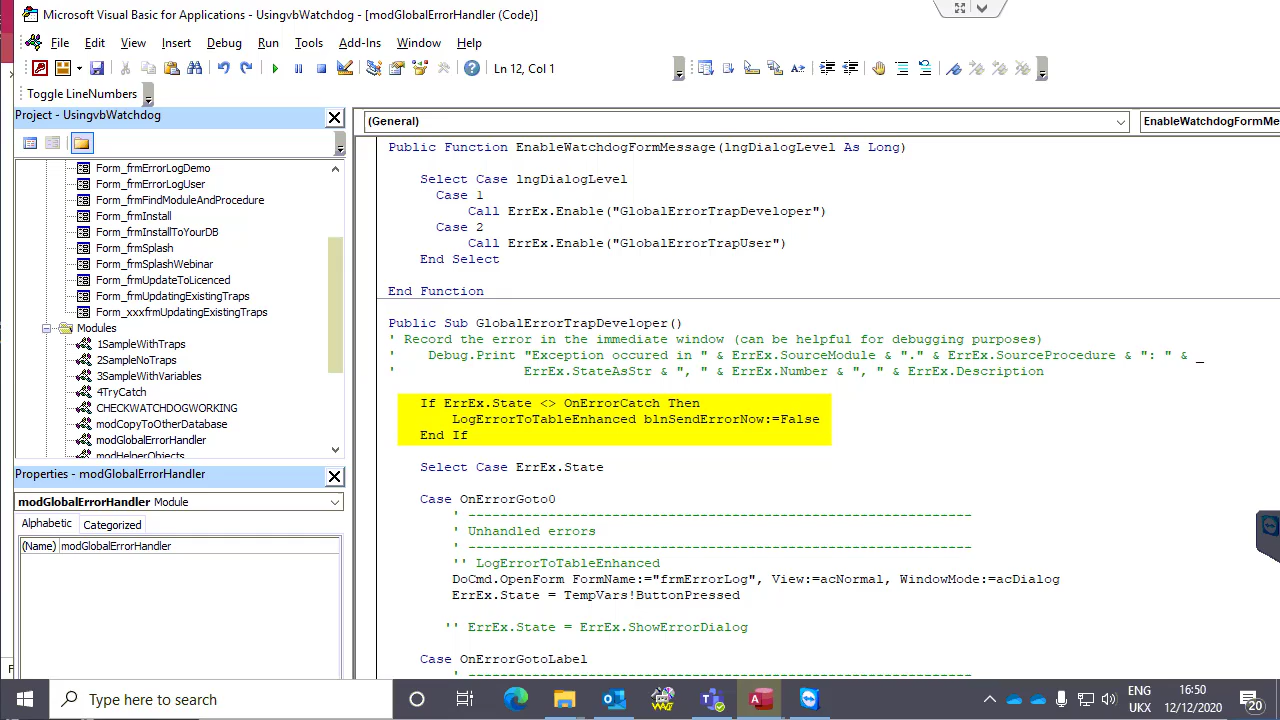 Microsoft Visual Basic for Applications - UsingvbWatchdog - [modGlobalErrorHandler (Code)]
File Edit View Insert Format Debug Run Tools Add-Ins Window Help
Ln 12, Col 1
Toggle LineNumbers
Project - UsingvbWatchdog
Form_frmErrorLogDemo
Form_frmErrorLogUser
Form_frmFindModuleAndProcedure
Form_frmInstall
Form_frmInstallToYourDB
Form_frmSplash
Form_frmSplashWebinar
Form_frmUpdateToLicenced
Form_frmUpdatingExistingTraps
Form_xxxfrmUpdatingExistingTraps
Modules
1SampleWithTraps
2SampleNoTraps
3SampleWithVariables
4TryCatch
CHECKWATCHDOGWORKING
modCopyToOtherDatabase
modGlobalErrorHandler
modHelperObjects
Properties - modGlobalErrorHandler
modGlobalErrorHandler Module
Alphabetic Categorized
(Name) modGlobalErrorHandler
(General) EnableWatchdogFormMes
Public Function EnableWatchdogFormMessage(lngDialogLevel As Long)
Select Case lngDialogLevel
Case 1
Call ErrEx.Enable("GlobalErrorTrapDeveloper")
Case 2
Call ErrEx.Enable("GlobalErrorTrapUser")
End Select
End Function
Public Sub GlobalErrorTrapDeveloper()
' Record the error in the immediate window (can be helpful for debugging purposes)
' Debug.Print "Exception occured in " & ErrEx.SourceModule & "." & ErrEx.SourceProcedure & ": " & _
' ErrEx.StateAsStr & ", " & ErrEx.Number & ", " & ErrEx.Description
If ErrEx.State <> OnErrorCatch Then
LogErrorToTableEnhanced blnSendErrorNow:=False
End If
Select Case ErrEx.State
Case OnErrorGoto0
' ---------------------------------------------------------------
' Unhandled errors
' ---------------------------------------------------------------
'' LogErrorToTableEnhanced
DoCmd.OpenForm FormName:="frmErrorLog", View:=acNormal, WindowMode:=acDialog
ErrEx.State = TempVars!ButtonPressed
'' ErrEx.State = ErrEx.ShowErrorDialog
Case OnErrorGotoLabel
' ---------------------------------------------------------------
Type here to search
ENG
UKX
16:50
12/12/2020
20